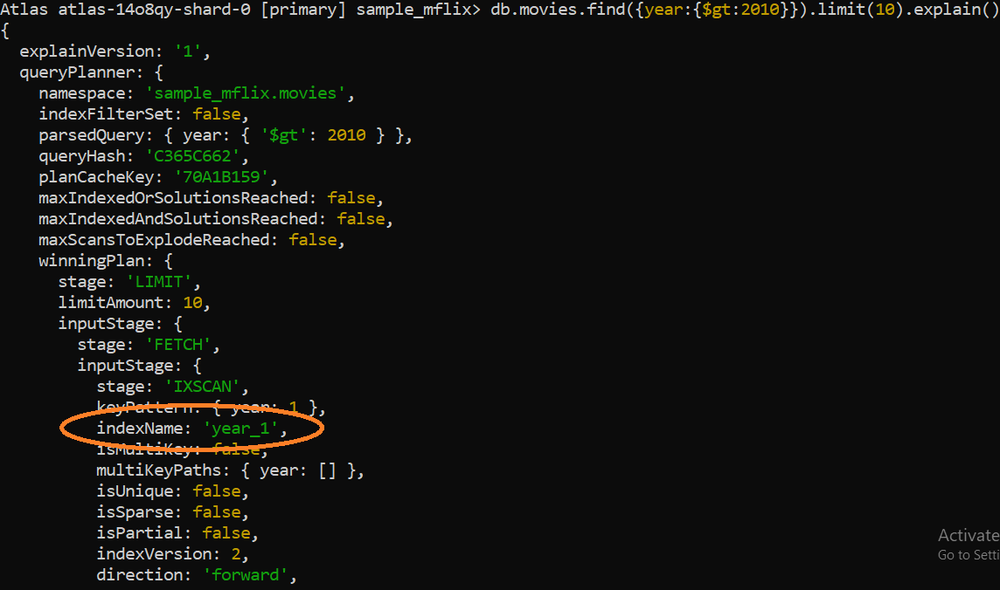 Atlas atlas-14o8qy-shard-0 [primary] sample_mflix> db.movies.find({year:{$gt:2010}}).limit(10).explain()
{
  explainVersion: '1',
  queryPlanner: {
    namespace: 'sample_mflix.movies',
    indexFilterSet: false,
    parsedQuery: { year: { '$gt': 2010 } },
    queryHash: 'C365C662',
    planCacheKey: '70A1B159',
    maxIndexedOrSolutionsReached: false,
    maxIndexedAndSolutionsReached: false,
    maxScansToExplodeReached: false,
    winningPlan: {
      stage: 'LIMIT',
      limitAmount: 10,
      inputStage: {
        stage: 'FETCH',
        inputStage: {
          stage: 'IXSCAN',
          keyPattern: { year: 1 },
          indexName: 'year_1',
          isMultiKey: false,
          multiKeyPaths: { year: [] },
          isUnique: false,
          isSparse: false,
          isPartial: false,
          indexVersion: 2,
          direction: 'forward',
Activate
Go to Setti